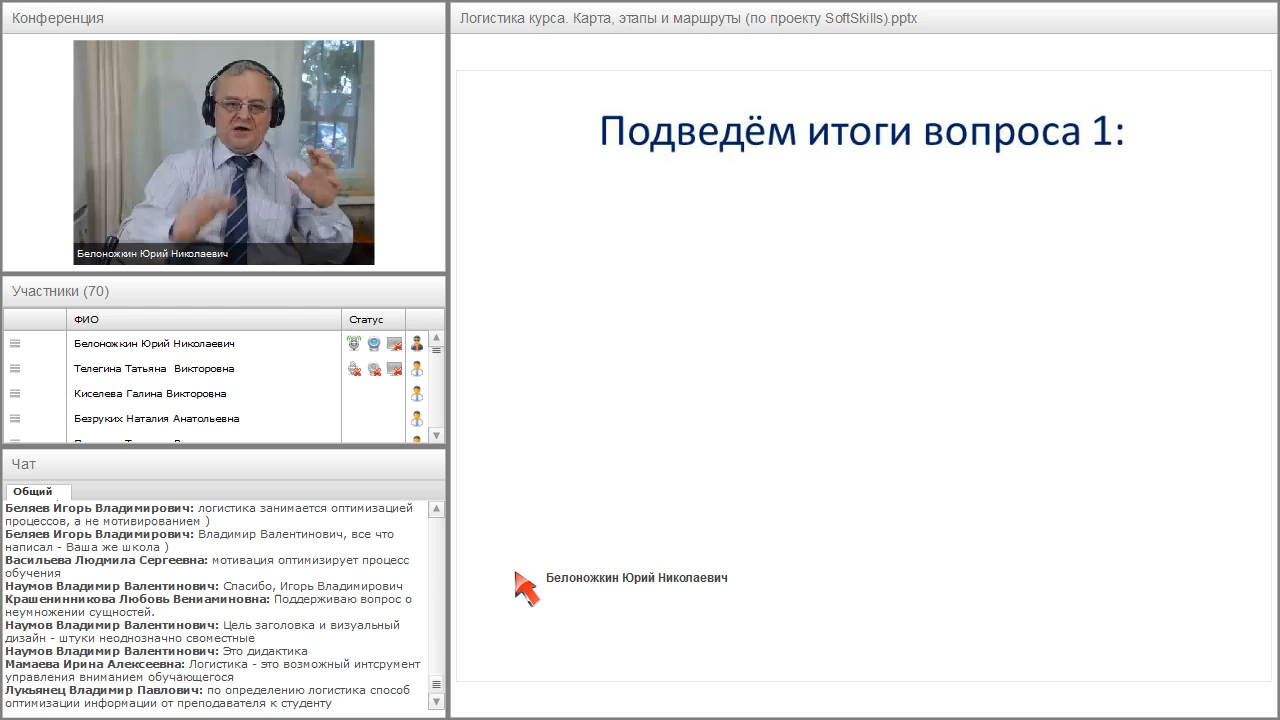 Конференция
Белоножкин Юрий Николаевич
Участники (70)
ФИО
Статус
Белоножкин Юрий Николаевич
Телегина Татьяна Викторовна
Киселева Галина Викторовна
Безруких Наталия Анатольевна
Чат
Общий
Беляев Игорь Владимирович: логистика занимается оптимизацией
процессов, а не мотивированием )
Беляев Игорь Владимирович: Владимир Валентинович, все что
написал - Ваша же школа )
Васильева Людмила Сергеевна: мотивация оптимизирует процесс
обучения
Наумов Владимир Валентинович: Спасибо, Игорь Владимирович
Крашенинникова Любовь Вениаминовна: Поддерживаю вопрос о
неумножении сущностей.
Наумов Владимир Валентинович: Цель заголовка и визуальный
дизайн - штуки неоднозначно своместные
Наумов Владимир Валентинович: Это дидактика
Мамаева Ирина Алексеевна: Логистика - это возможный интсрумент
управления вниманием обучающегося
Лукьянец Владимир Павлевич: по определению логистика способ
оптимизации информации от преподавателя к студенту
Логистика курса. Карта, этапы и маршруты (по проекту SoftSkills).pptx
Подведём итоги вопроса 1:
Белоножкин Юрий Николаевич